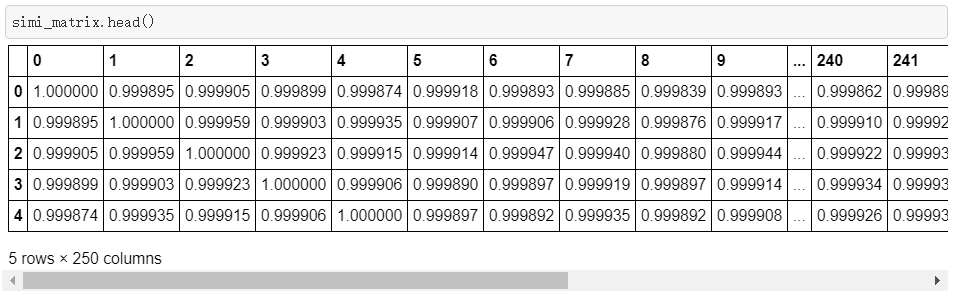 simi_matrix.head()
0 1 2 3 4 5 6 7 8 9 ... 240 241
0 1.000000 0.999895 0.999905 0.999899 0.999874 0.999918 0.999893 0.999885 0.999839 0.999893 ... 0.999862 0.99989
1 0.999895 1.000000 0.999959 0.999903 0.999935 0.999907 0.999906 0.999928 0.999876 0.999917 ... 0.999910 0.99992
2 0.999905 0.999959 1.000000 0.999923 0.999915 0.999914 0.999947 0.999940 0.999880 0.999944 ... 0.999922 0.99993
3 0.999899 0.999903 0.999923 1.000000 0.999906 0.999890 0.999897 0.999919 0.999897 0.999914 ... 0.999934 0.99993
4 0.999874 0.999935 0.999915 0.999906 1.000000 0.999897 0.999892 0.999935 0.999892 0.999908 ... 0.999926 0.99993
5 rows × 250 columns